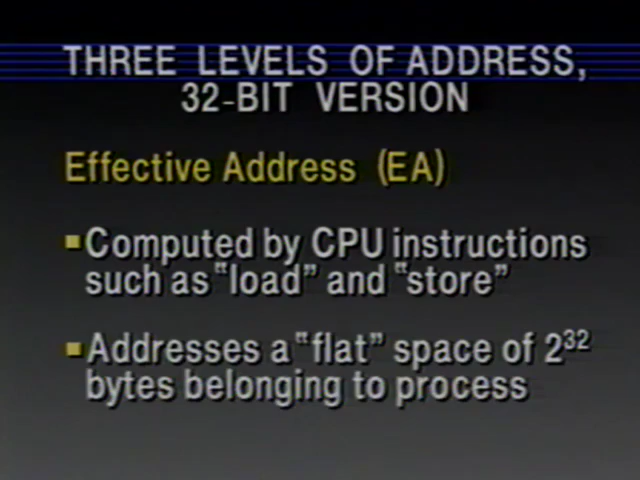 THREE LEVELS OF ADDRESS,
32-BIT VERSION
Effective Address (EA)
▪Computed by CPU instructions
such as "load" and "store"
▪Addresses a "flat" space of 2³²
bytes belonging to process